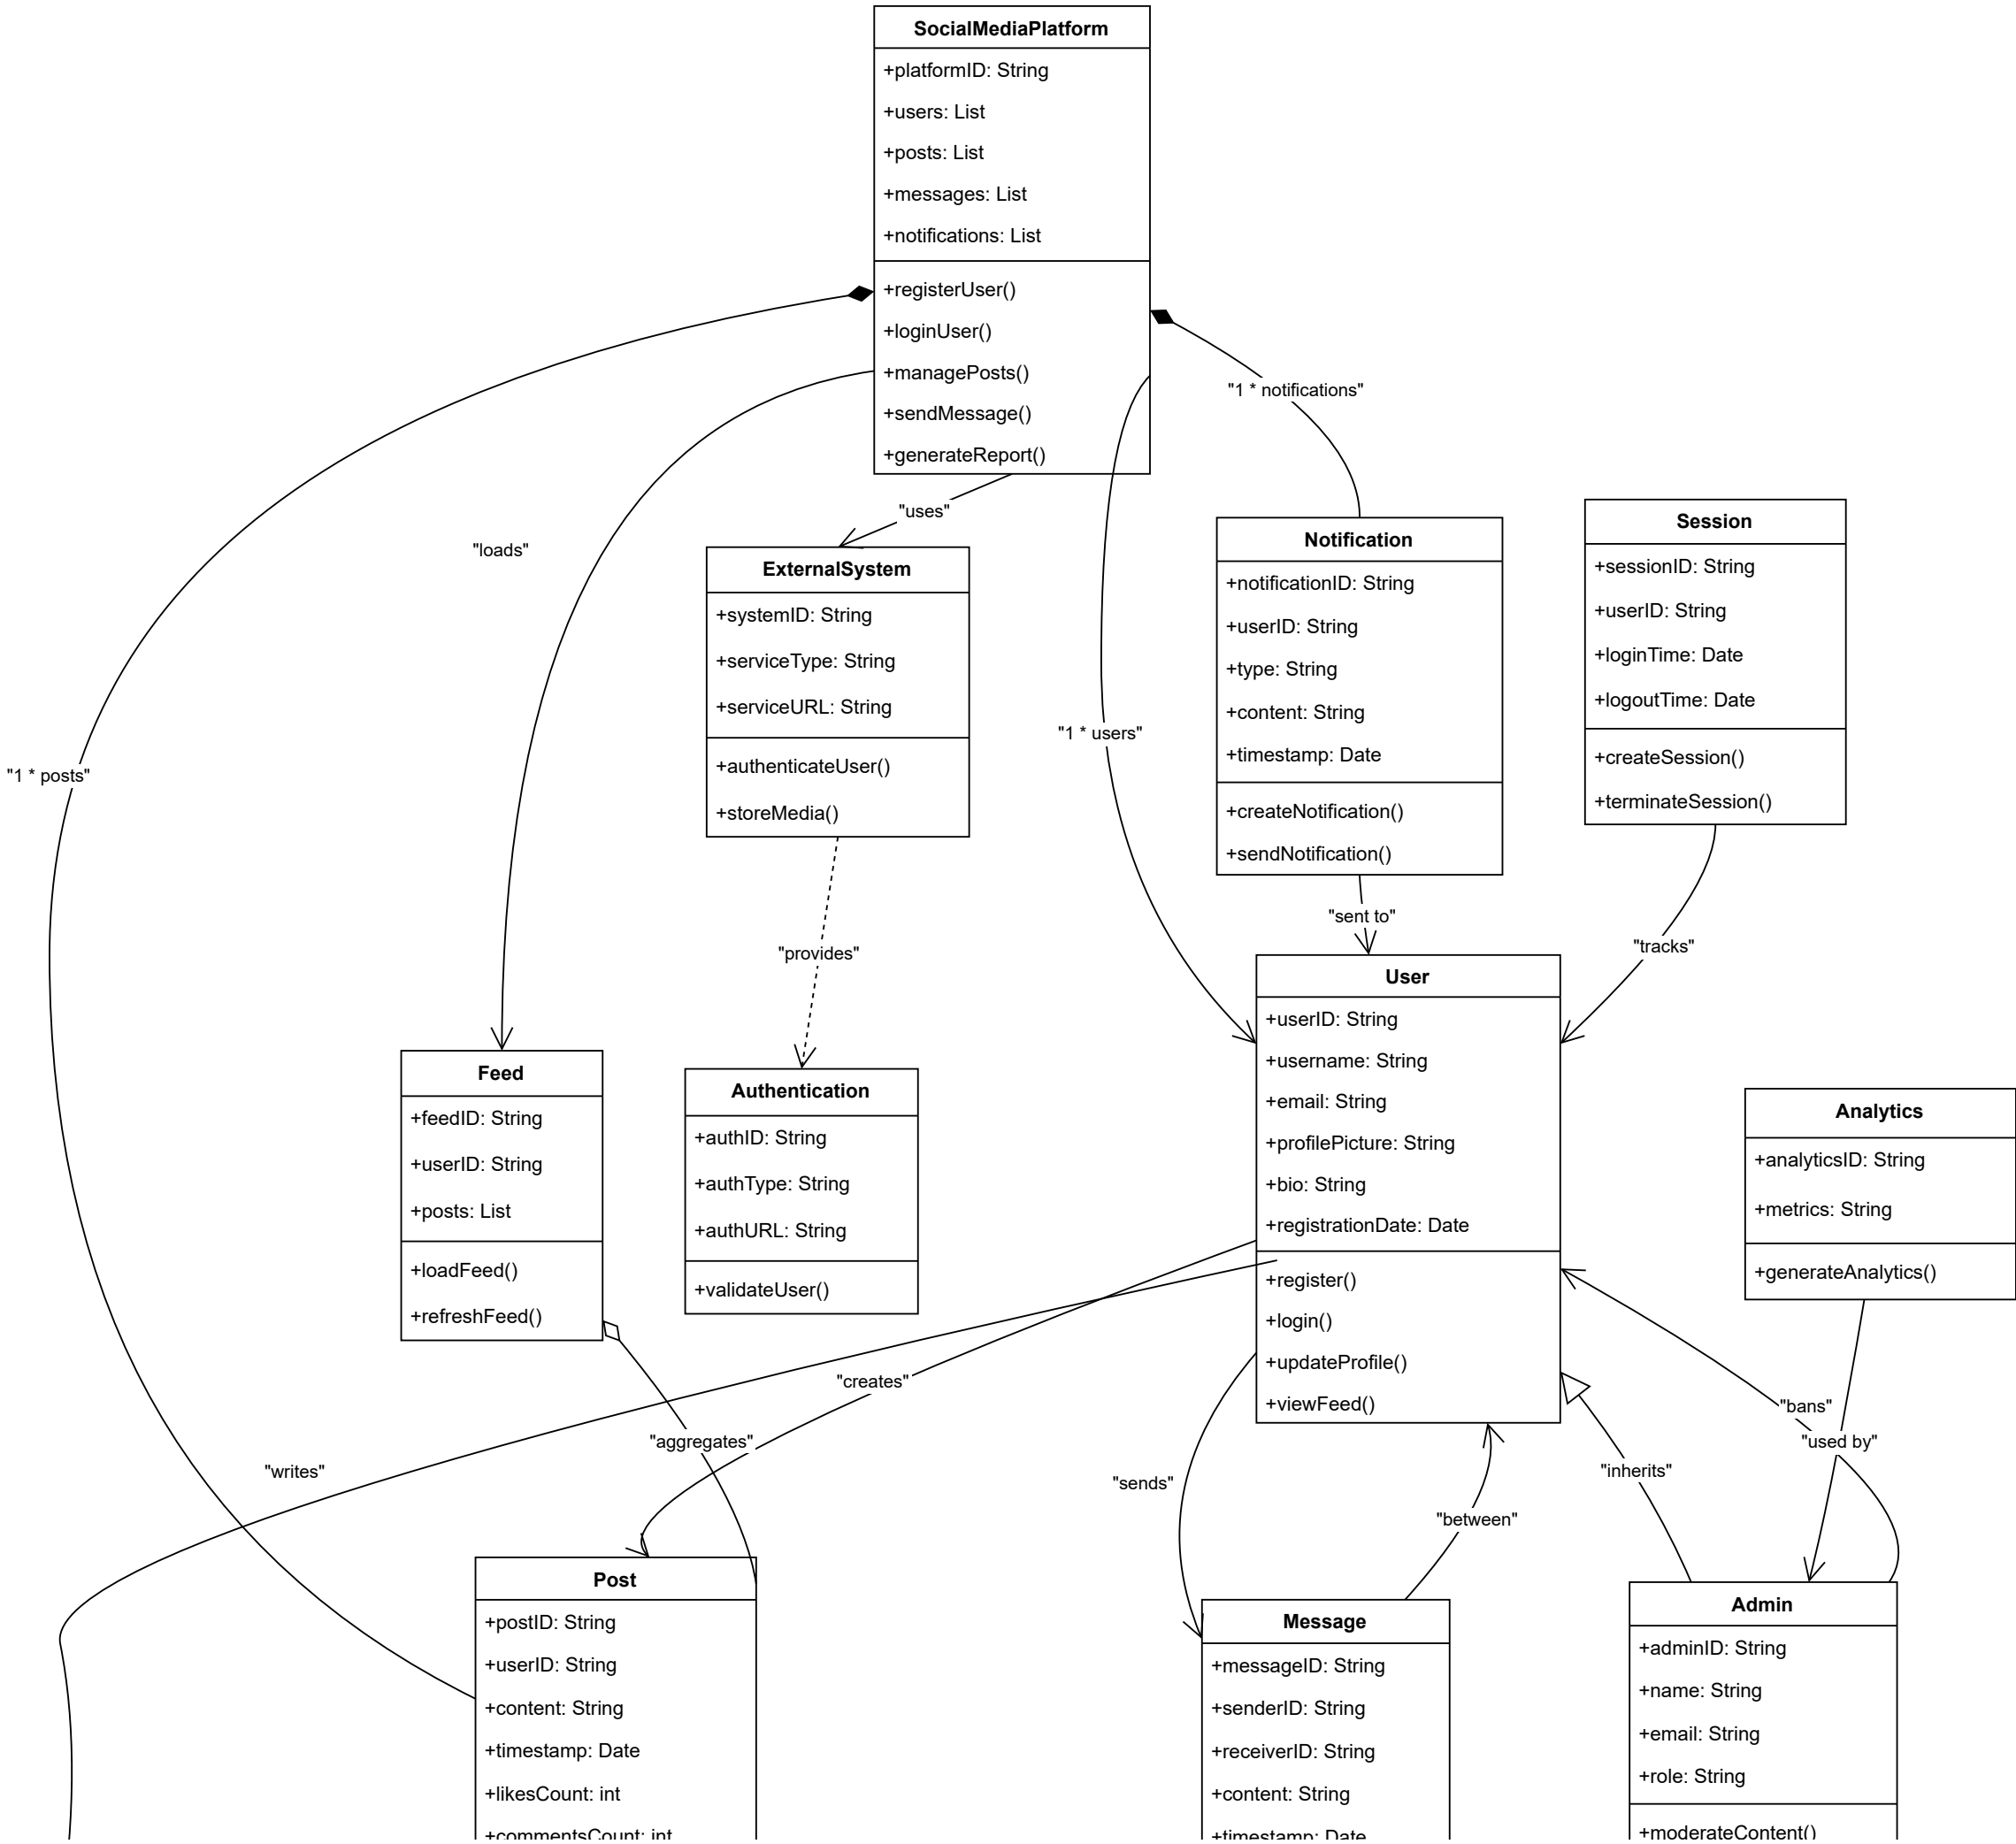 SocialMediaPlatform
+platformID: String
+users: List
+posts: List
+messages: List
+notifications: List
+registerUser()
+loginUser()
+managePosts()
+sendMessage()
+generateReport()
"1 * notifications"
"uses"
"loads"
"1 * posts"
"1 * users"
ExternalSystem
+systemID: String
+serviceType: String
+serviceURL: String
+authenticateUser()
+storeMedia()
Notification
+notificationID: String
+userID: String
+type: String
+content: String
+timestamp: Date
+createNotification()
+sendNotification()
Session
+sessionID: String
+userID: String
+loginTime: Date
+logoutTime: Date
+createSession()
+terminateSession()
"provides"
"sent to"
"tracks"
Feed
+feedID: String
+userID: String
+posts: List
+loadFeed()
+refreshFeed()
Authentication
+authID: String
+authType: String
+authURL: String
+validateUser()
User
+userID: String
+username: String
+email: String
+profilePicture: String
+bio: String
+registrationDate: Date
+register()
+login()
+updateProfile()
+viewFeed()
Analytics
+analyticsID: String
+metrics: String
+generateAnalytics()
"creates"
"aggregates"
"writes"
"sends"
"between"
"inherits"
"bans"
"used by"
Post
+postID: String
+userID: String
+content: String
+timestamp: Date
+likesCount: int
+commentsCount: int
Message
+messageID: String
+senderID: String
+receiverID: String
+content: String
+timestamp: Date
Admin
+adminID: String
+name: String
+email: String
+role: String
+moderateContent()